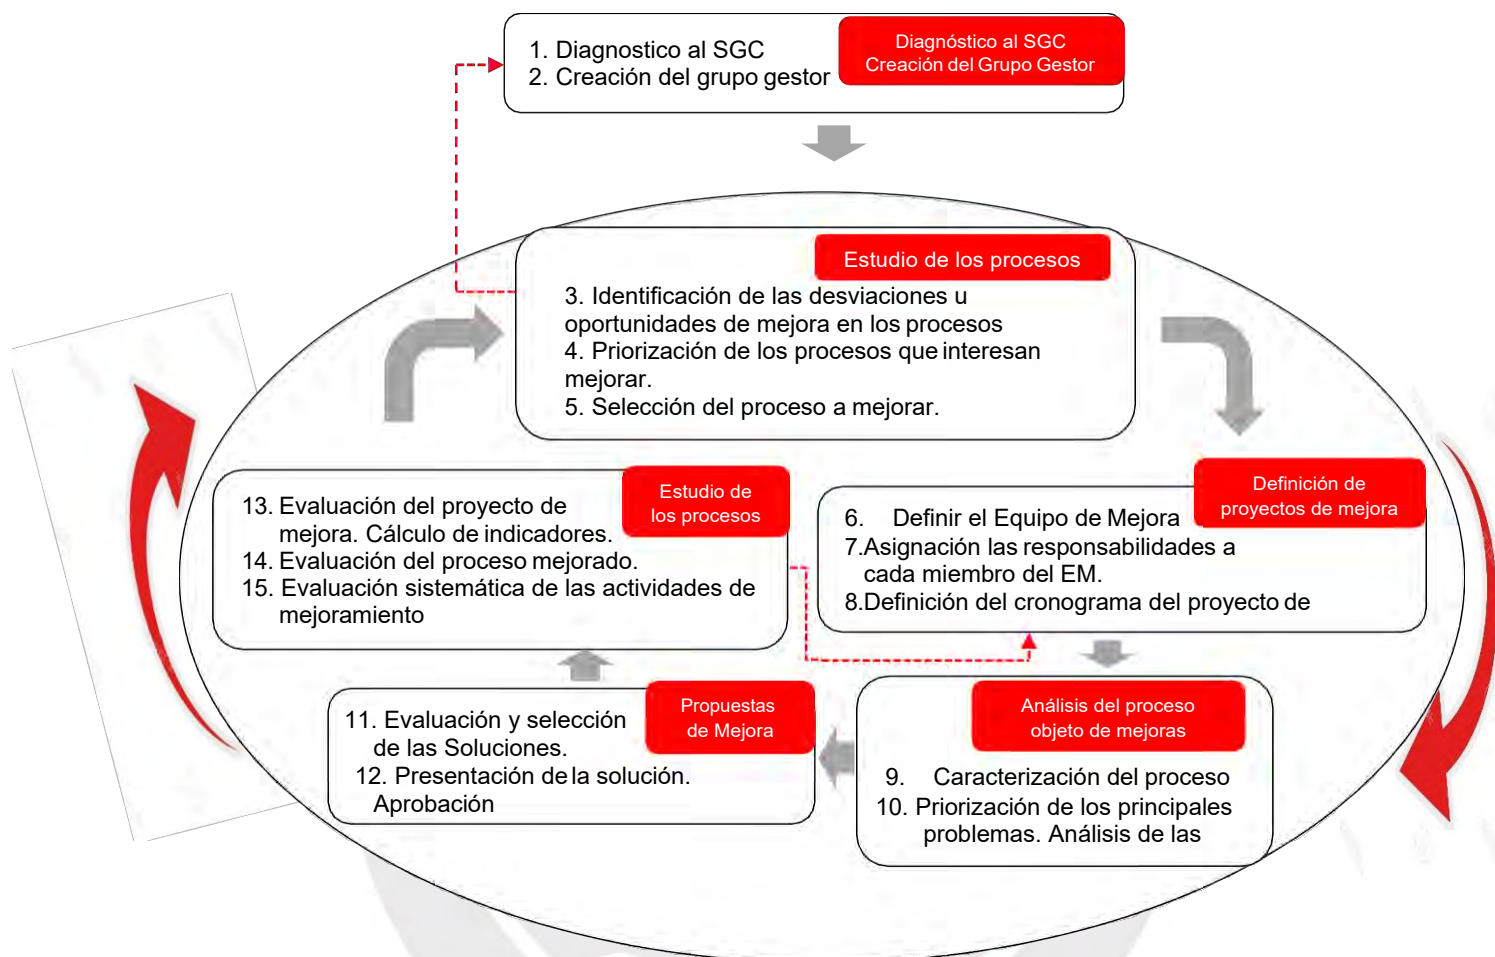 1. Diagnostico al SGC
2. Creación del grupo gestor
Diagnóstico al SGC
Creación del Grupo Gestor
Estudio de los procesos
3. Identificación de las desviaciones u
oportunidades de mejora en los procesos
4. Priorización de los procesos que interesan
mejorar.
5. Selección del proceso a mejorar.
Definición de
proyectos de mejora
6. Definir el Equipo de Mejora
7.Asignación las responsabilidades a
cada miembro del EM.
8.Definición del cronograma del proyecto de
Análisis del proceso
objeto de mejoras
9. Caracterización del proceso
10. Priorización de los principales
problemas. Análisis de las
Propuestas
de Mejora
11. Evaluación y selección
de las Soluciones.
12. Presentación de la solución.
Aprobación
Estudio de
los procesos
13. Evaluación del proyecto de
mejora. Cálculo de indicadores.
14. Evaluación del proceso mejorado.
15. Evaluación sistemática de las actividades de
mejoramiento